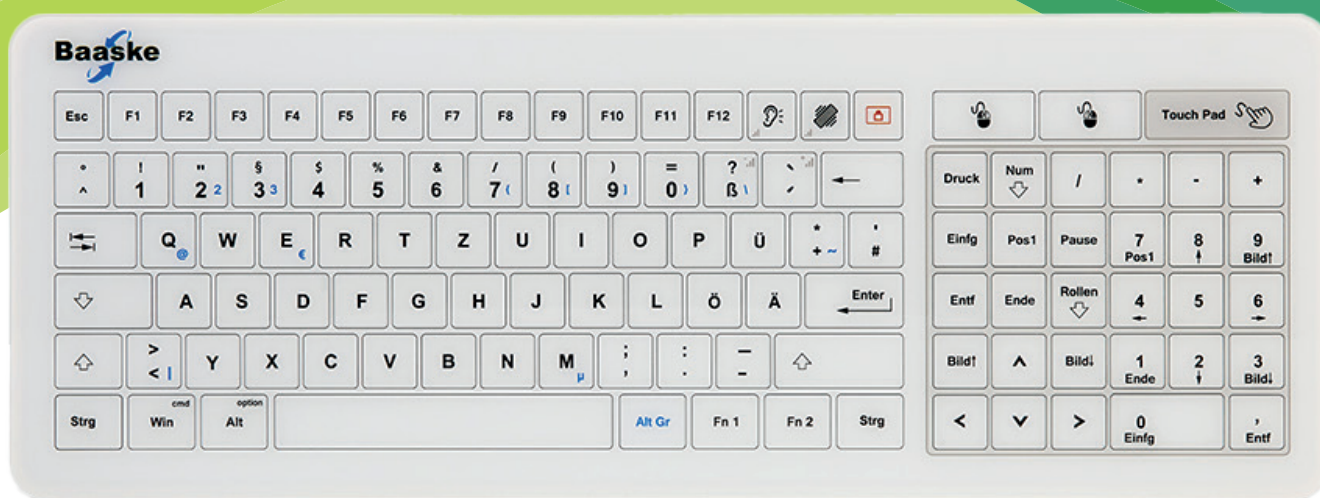 Baaske
Esc F1 F2 F3 F4 F5 F6 F7 F8 F9 F10 F11 F12 Touch Pad
° ! " § $ % & / ( ) = ? `
^ 1 2 2 3 3 4 5 6 7 { 8 [ 9 ] 0 } ß \ ´ ←
Druck Num / * - +
Q @ W E € R T Z U I O P Ü * + ~ ' #
Einfg Pos1 Pause 7 Pos1 8 ↑ 9 Bild↑
A S D F G H J K L Ö Ä Enter
Entf Ende Rollen 4 ← 5 6 →
> < | Y X C V B N M µ ; , : . _ -
Bild↑ ^ Bild↓ 1 Ende 2 ↓ 3 Bild↓
Strg cmd Win option Alt Alt Gr Fn 1 Fn 2 Strg
< v > 0 Einfg , Entf